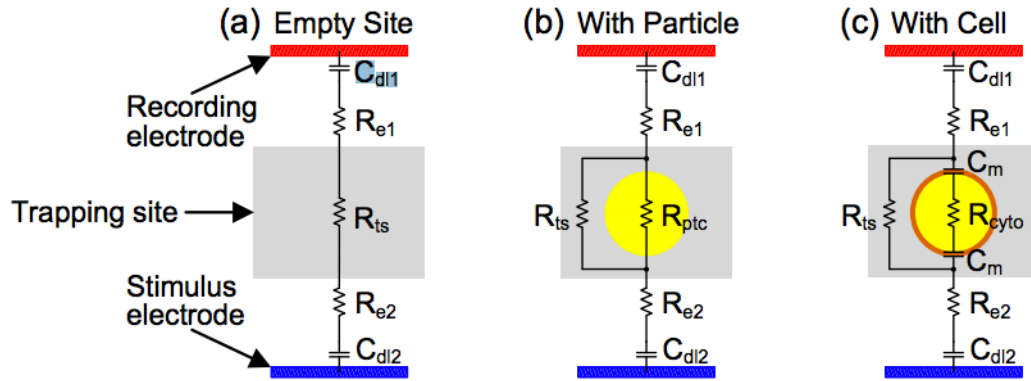 (a) Empty Site
(b) With Particle
(c) With Cell
Cdl1
Cdl1
Cdl1
Recording
electrode
Re1
Re1
Re1
Trapping site
Rts
Rts
Rptc
Cm
Rts
Rcyto
Cm
Stimulus
electrode
Re2
Re2
Re2
Cdl2
Cdl2
Cdl2